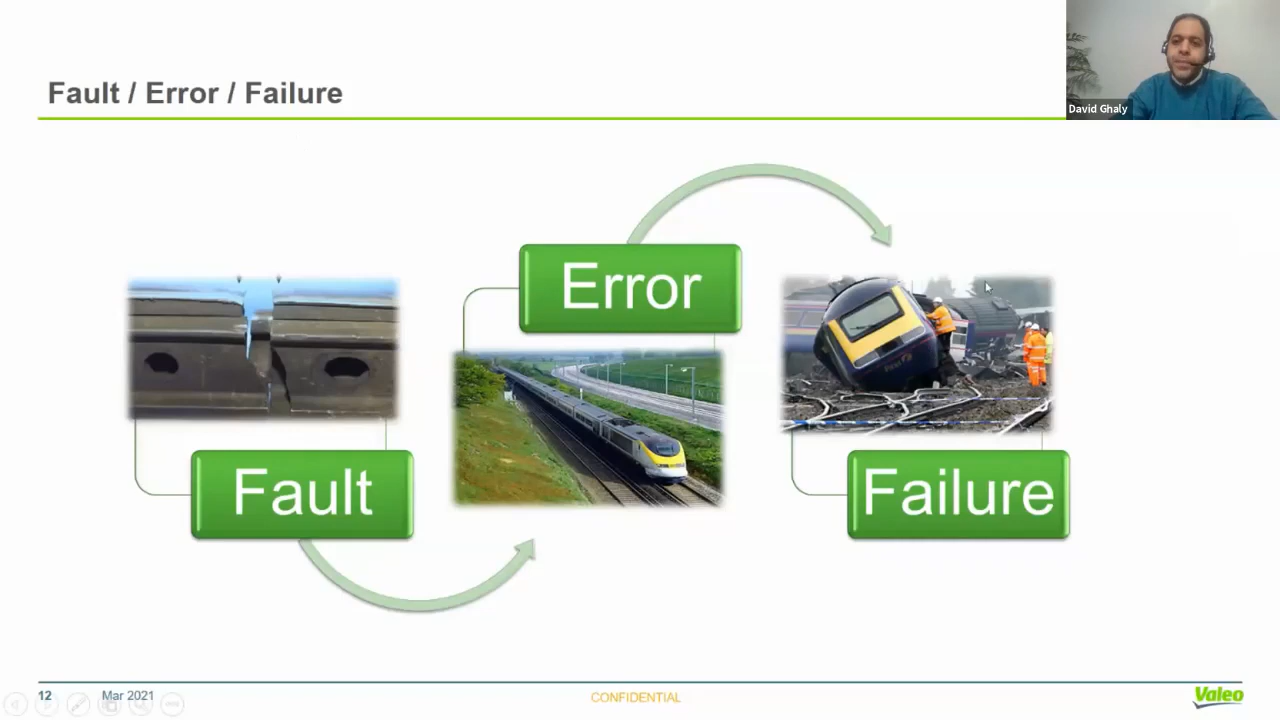 Fault / Error / Failure
David Ghaly
Error
Fault
Failure
12
Mar 2021
CONFIDENTIAL
Valeo